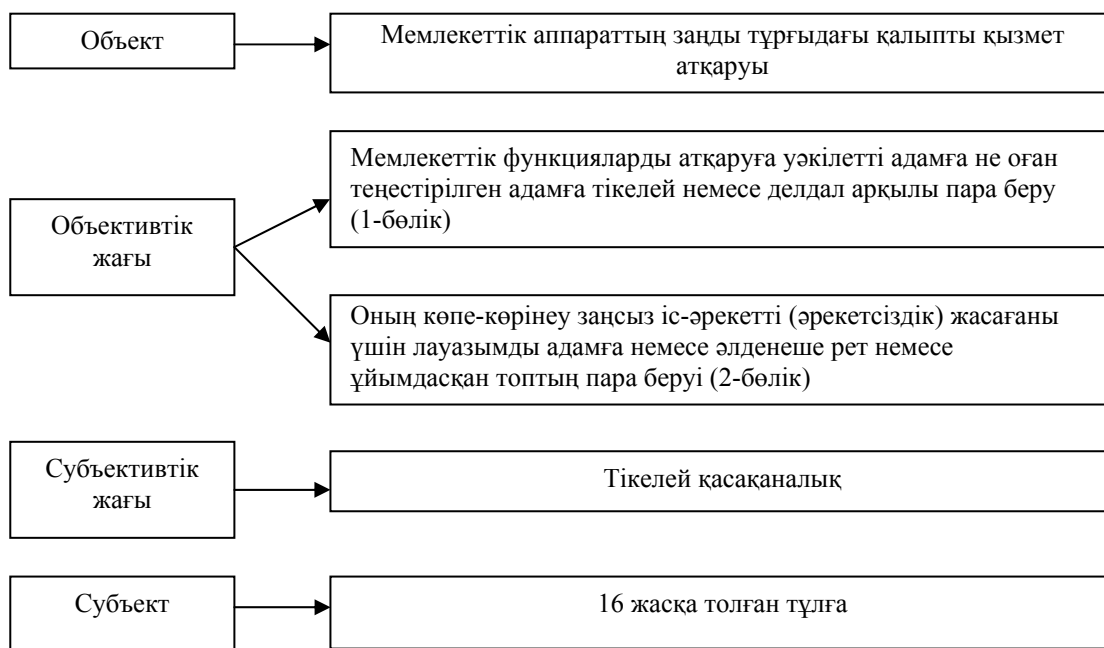 Объект
Мемлекеттік аппараттың заңды тұрғыдағы қалыпты қызмет
атқаруы
Объективтік
жағы
Мемлекеттік функцияларды атқаруға уәкілетті адамға не оған
теңестірілген адамға тікелей немесе делдал арқылы пара беру
(1-бөлік)
Оның көпе-көрінеу заңсыз іс-әрекетті (әрекетсіздік) жасағаны
үшін лауазымды адамға немесе әлденеше рет немесе
ұйымдасқан топтың пара беруі (2-бөлік)
Субъективтік
жағы
Тікелей қасақаналық
Субъект
16 жасқа толған тұлға